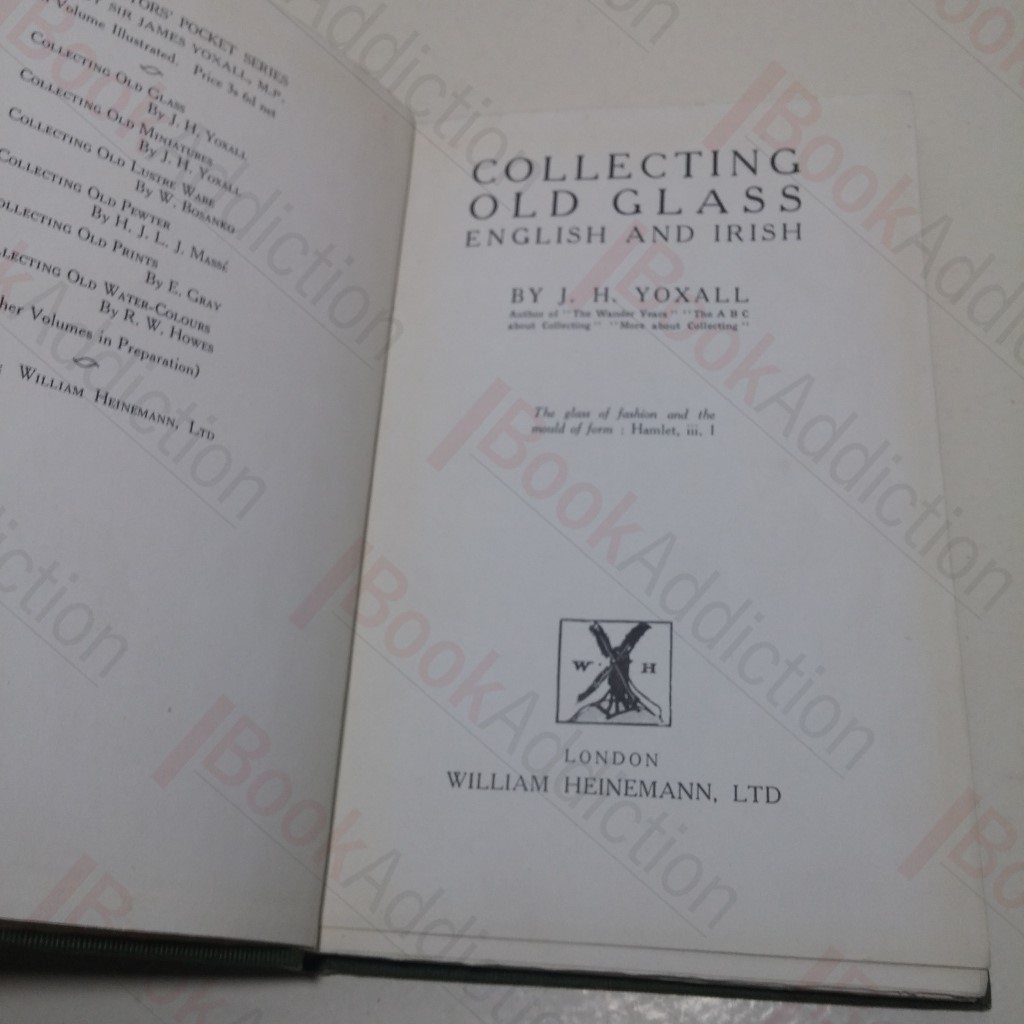 TORS' POCKET SERIES
BY SIR JAMES YOXALL, M.P.
Volume Illustrated. Price 3s 6d net
COLLECTING OLD GLASS
By J. H. YOXALL
COLLECTING OLD MINIATURES
By J. H. YOXALL
COLLECTING OLD LUSTRE WARE
By W. BOSANKO
COLLECTING OLD PEWTER
By H. J. L. J. MASSÉ
OLLECTING OLD PRINTS
By E. GRAY
LLECTING OLD WATER-COLOURS
By R. W. HOWES
her Volumes in Preparation)
: WILLIAM HEINEMANN, LTD
COLLECTING
OLD GLASS
ENGLISH AND IRISH
BY J. H. YOXALL
Author of "The Wander Years" "The A B C
about Collecting" "More about Collecting"
The glass of fashion and the
mould of form : Hamlet, iii. 1
W H
LONDON
WILLIAM HEINEMANN, LTD
BookAddiction